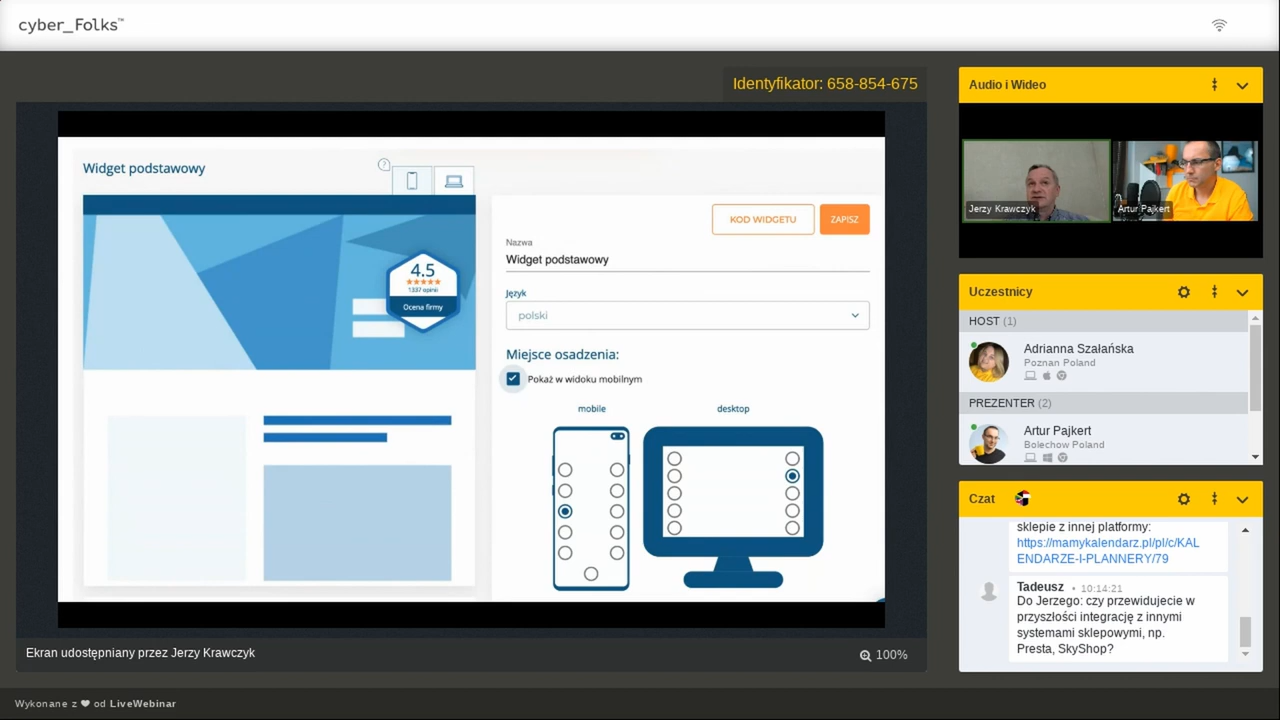 cyber_Folks™
Identyfikator: 658-854-675
Widget podstawowy
?
4.5
1337 opinii
Ocena firmy
KOD WIDGETU
ZAPISZ
Nazwa
Widget podstawowy
Język
polski
Miejsce osadzenia:
Pokaż w widoku mobilnym
mobile
desktop
Ekran udostępniany przez Jerzy Krawczyk
100%
Audio i Wideo
Jerzy Krawczyk
Artur Pajkert
Uczestnicy
HOST (1)
Adrianna Szałańska
Poznan Poland
PREZENTER (2)
Artur Pajkert
Bolechow Poland
Czat
sklepie z innej platformy:
https://mamykalendarz.pl/pl/c/KAL
ENDARZE-I-PLANNERY/79
Tadeusz • 10:14:21
Do Jerzego: czy przewidujecie w
przyszłości integrację z innymi
systemami sklepowymi, np.
Presta, SkyShop?
Wykonane z ❤ od LiveWebinar